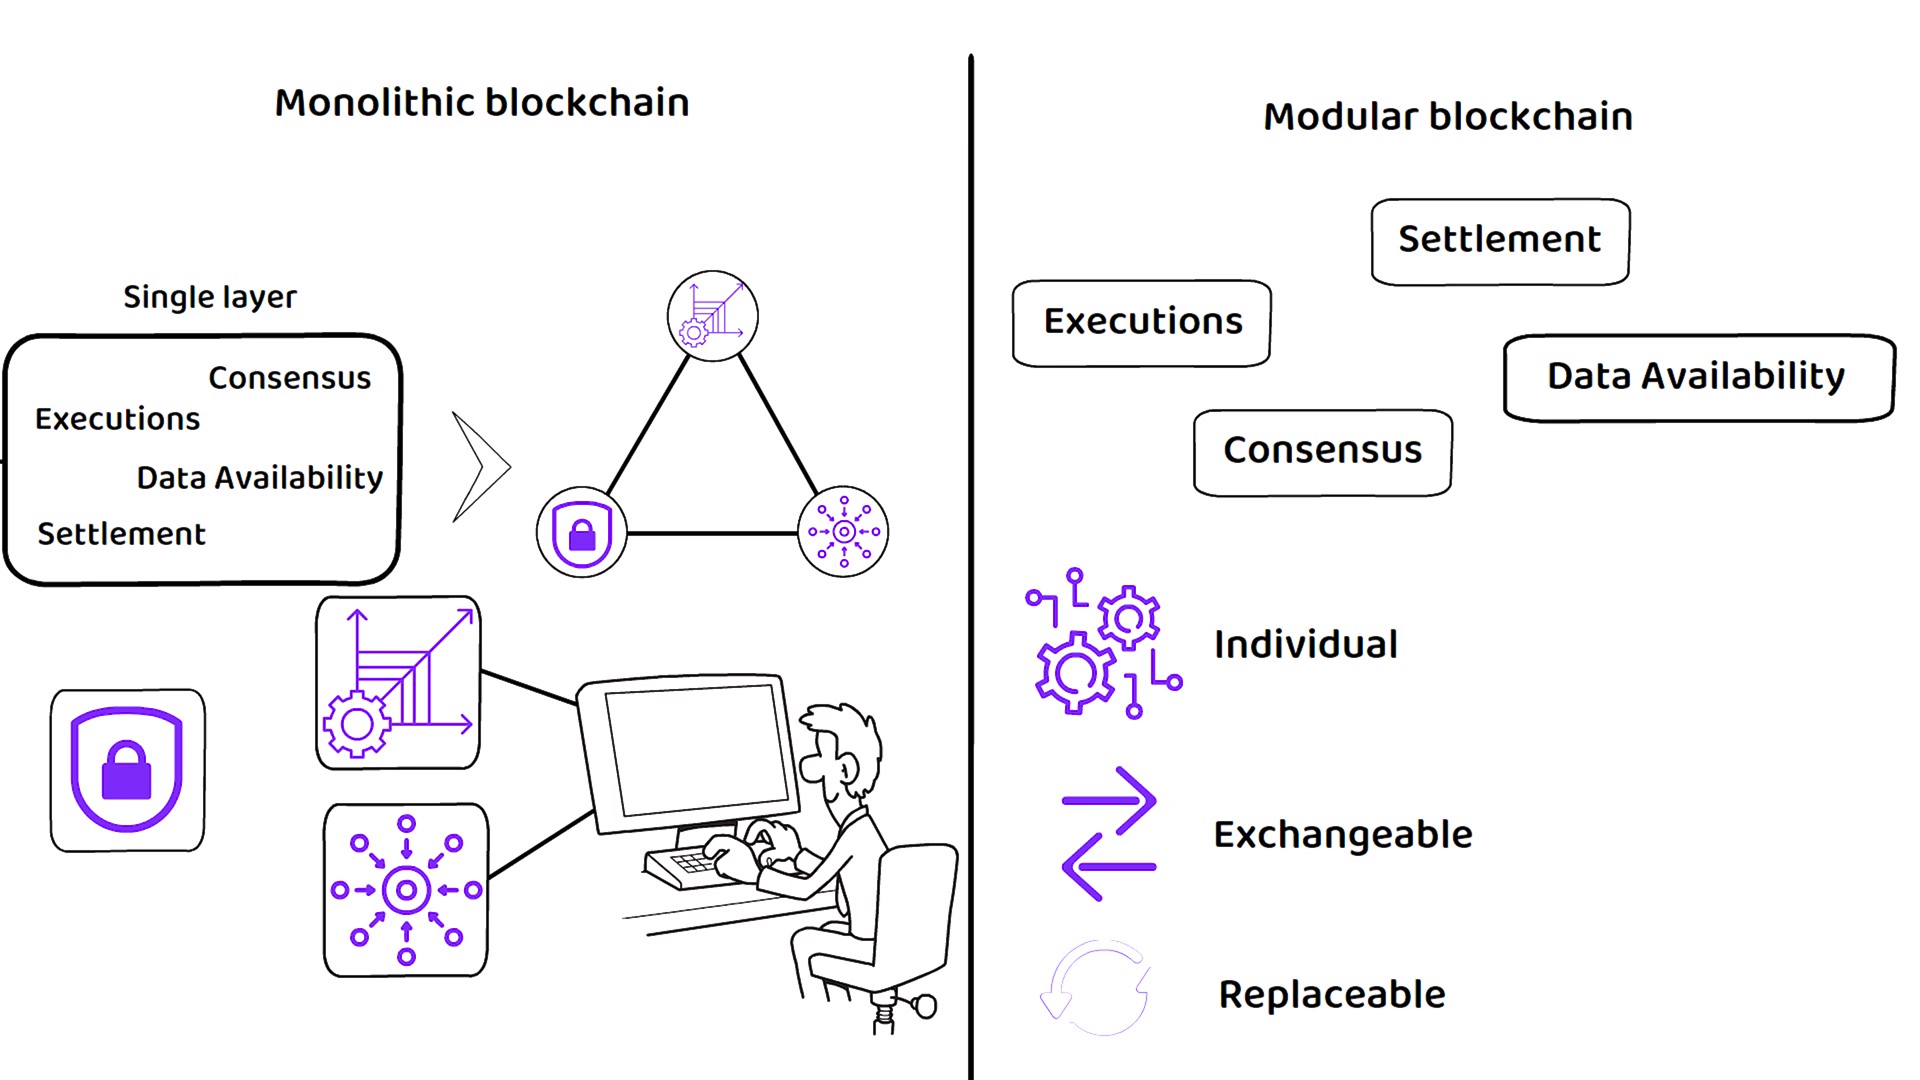 Monolithic blockchain
Single layer
Consensus
Executions
Data Availability
Settlement
Modular blockchain
Settlement
Executions
Data Availability
Consensus
Individual
Exchangeable
Replaceable